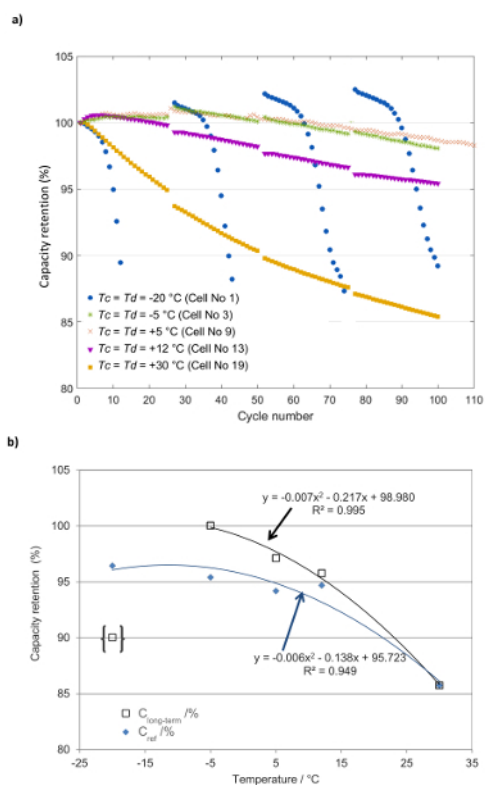 a)
105
100
95
90
85
80
Capacity retention (%)
Tc = Td = -20 °C (Cell No 1)
Tc = Td = -5 °C (Cell No 3)
Tc = Td = +5 °C (Cell No 9)
Tc = Td = +12 °C (Cell No 13)
Tc = Td = +30 °C (Cell No 19)
0 10 20 30 40 50 60 70 80 90 100 110
Cycle number
b)
105
100
95
90
85
80
Capacity retention (%)
y = -0.007x² - 0.217x + 98.980
R² = 0.995
y = -0.006x² - 0.138x + 95.723
R² = 0.949
C long-term /%
C ref /%
-25 -15 -5 5 15 25 35
Temperature / °C